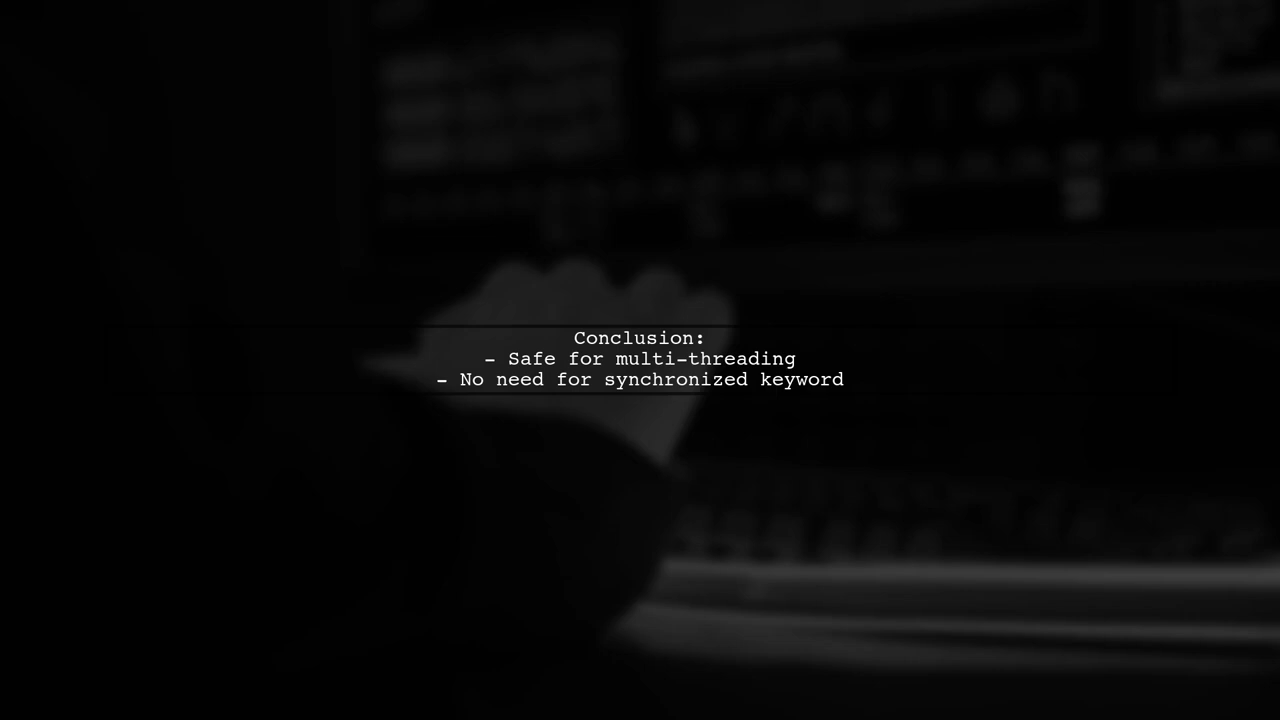 Conclusion:
- Safe for multi-threading
- No need for synchronized keyword